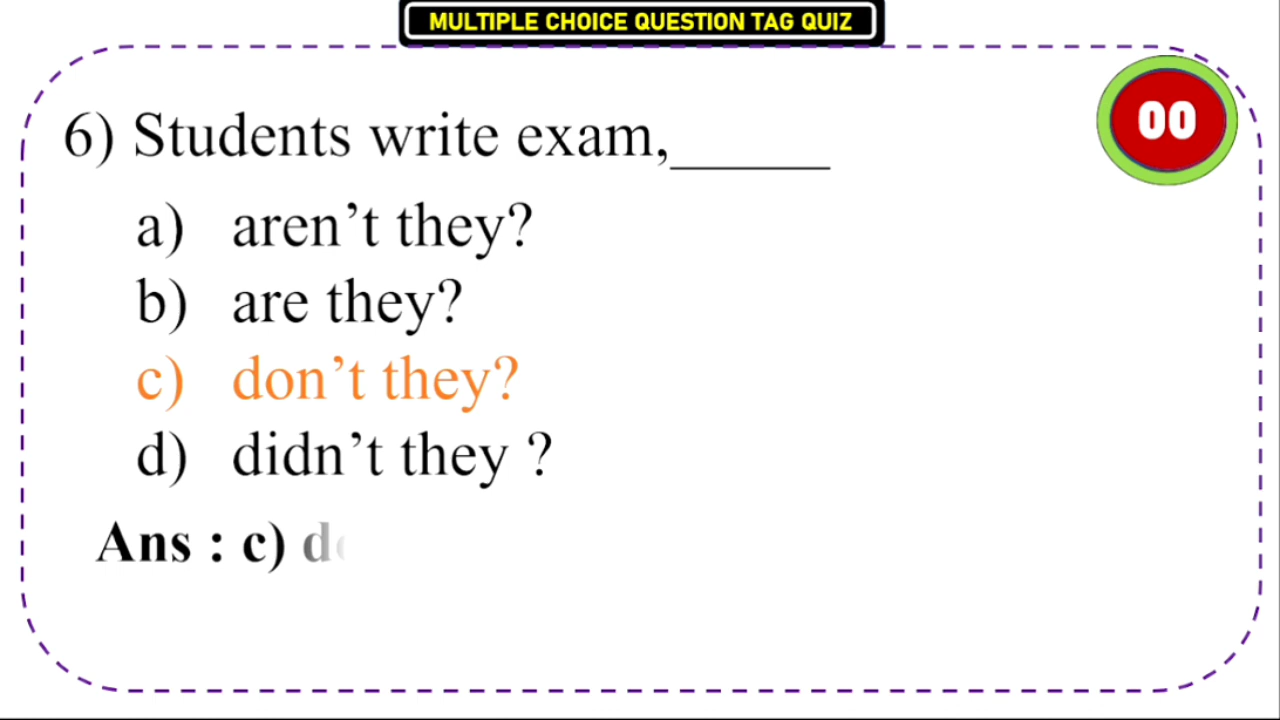 MULTIPLE CHOICE QUESTION TAG QUIZ
00
6) Students write exam,______
a) aren’t they?
b) are they?
c) don’t they?
d) didn’t they ?
Ans : c) d